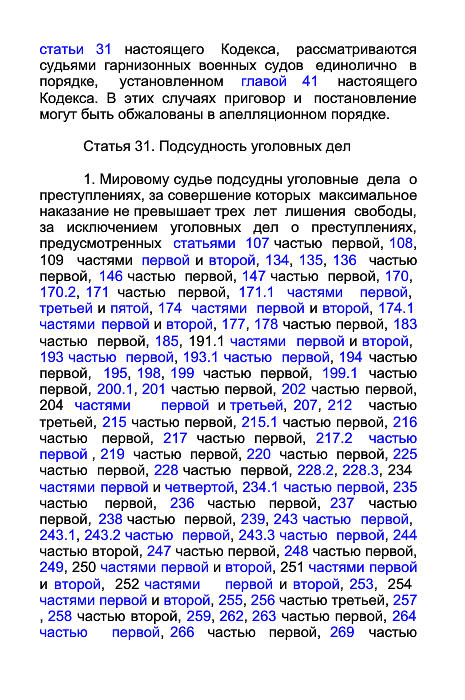 статьи 31 настоящего Кодекса, рассматриваются
судьями гарнизонных военных судов единолично в
порядке, установленном главой 41 настоящего
Кодекса. В этих случаях приговор и постановление
могут быть обжалованы в апелляционном порядке.
Статья 31. Подсудность уголовных дел
1. Мировому судье подсудны уголовные дела о
преступлениях, за совершение которых максимальное
наказание не превышает трех лет лишения свободы,
за исключением уголовных дел о преступлениях,
предусмотренных статьями 107 частью первой, 108,
109 частями первой и второй, 134, 135, 136 частью
первой, 146 частью первой, 147 частью первой, 170,
170.2, 171 частью первой, 171.1 частями первой,
третьей и пятой, 174 частями первой и второй, 174.1
частями первой и второй, 177, 178 частью первой, 183
частью первой, 185, 191.1 частями первой и второй,
193 частью первой, 193.1 частью первой, 194 частью
первой, 195, 198, 199 частью первой, 199.1 частью
первой, 200.1, 201 частью первой, 202 частью первой,
204 частями первой и третьей, 207, 212 частью
третьей, 215 частью первой, 215.1 частью первой, 216
частью первой, 217 частью первой, 217.2 частью
первой , 219 частью первой, 220 частью первой, 225
частью первой, 228 частью первой, 228.2, 228.3, 234
частями первой и четвертой, 234.1 частью первой, 235
частью первой, 236 частью первой, 237 частью
первой, 238 частью первой, 239, 243 частью первой,
243.1, 243.2 частью первой, 243.3 частью первой, 244
частью второй, 247 частью первой, 248 частью первой,
249, 250 частями первой и второй, 251 частями первой
и второй, 252 частями первой и второй, 253, 254
частями первой и второй, 255, 256 частью третьей, 257
, 258 частью второй, 259, 262, 263 частью первой, 264
частью первой, 266 частью первой, 269 частью